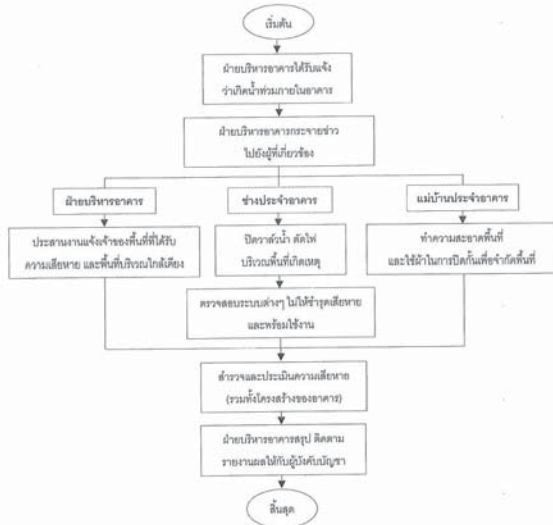 เริ่มต้น
ฝ่ายบริหารอาคารได้รับแจ้ง
ว่าเกิดน้ำท่วมภายในอาคาร
ฝ่ายบริหารอาคารกระจายข่าว
ไปยังผู้ที่เกี่ยวข้อง
ฝ่ายบริหารอาคาร
ช่างประจำอาคาร
แม่บ้านประจำอาคาร
ประสานงานแจ้งเจ้าของพื้นที่ที่ได้รับ
ความเสียหาย และพื้นที่บริเวณใกล้เคียง
ปิดวาล์วน้ำ ตัดไฟ
บริเวณพื้นที่เกิดเหตุ
ทำความสะอาดพื้นที่
และใช้ผ้าในการปิดกั้นเพื่อจำกัดพื้นที่
ตรวจสอบระบบต่างๆ ไม่ให้ชำรุดเสียหาย
และพร้อมใช้งาน
สำรวจและประเมินความเสียหาย
(รวมทั้งโครงสร้างของอาคาร)
ฝ่ายบริหารอาคารสรุป ติดตาม
รายงานผลให้กับผู้บังคับบัญชา
สิ้นสุด